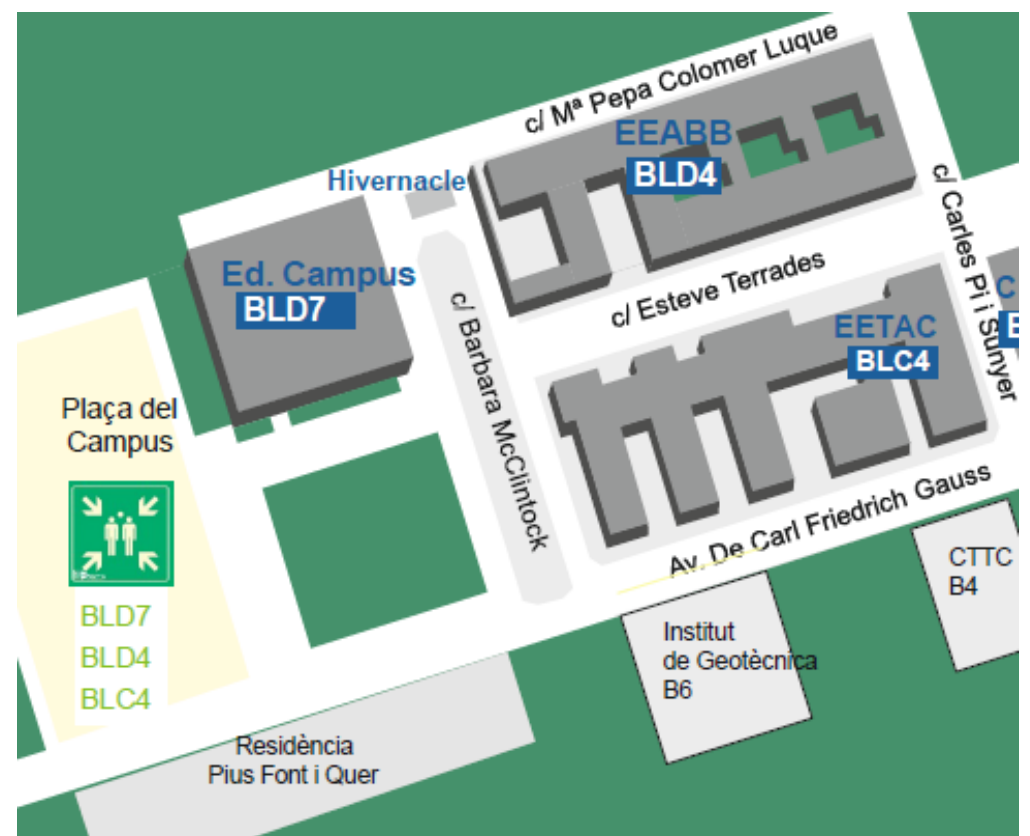 c/ Mª Pepa Colomer Luque
EEABB
BLD4
Hivernacle
c/ Carles Pi i Sunyer
Ed. Campus
BLD7
c/ Esteve Terrades
c/ Barbara McClintock
EETAC
BLC4
C
Plaça del
Campus
Av. De Carl Friedrich Gauss
CTTC
B4
BLD7
BLD4
BLC4
Institut
de Geotècnica
B6
Residència
Pius Font i Quer